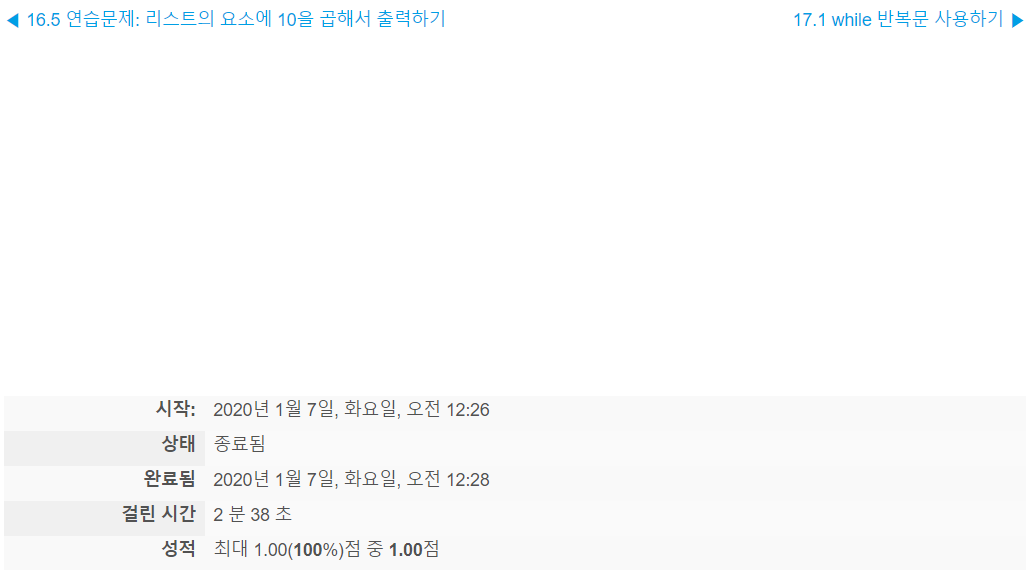 ◀ 16.5 연습문제: 리스트의 요소에 10을 곱해서 출력하기
17.1 while 반복문 사용하기 ▶
시작: 2020년 1월 7일, 화요일, 오전 12:26
상태 종료됨
완료됨 2020년 1월 7일, 화요일, 오전 12:28
걸린 시간 2 분 38 초
성적 최대 1.00(100%)점 중 1.00점